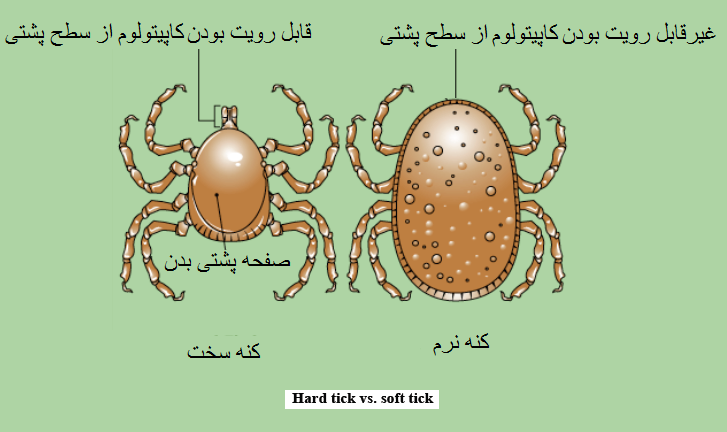 قابل رویت بودن کاپیتولوم از سطح پشتی
غیرقابل رویت بودن کاپیتولوم از سطح پشتی
صفحه پشتی بدن
کنه سخت
کنه نرم
Hard tick vs. soft tick